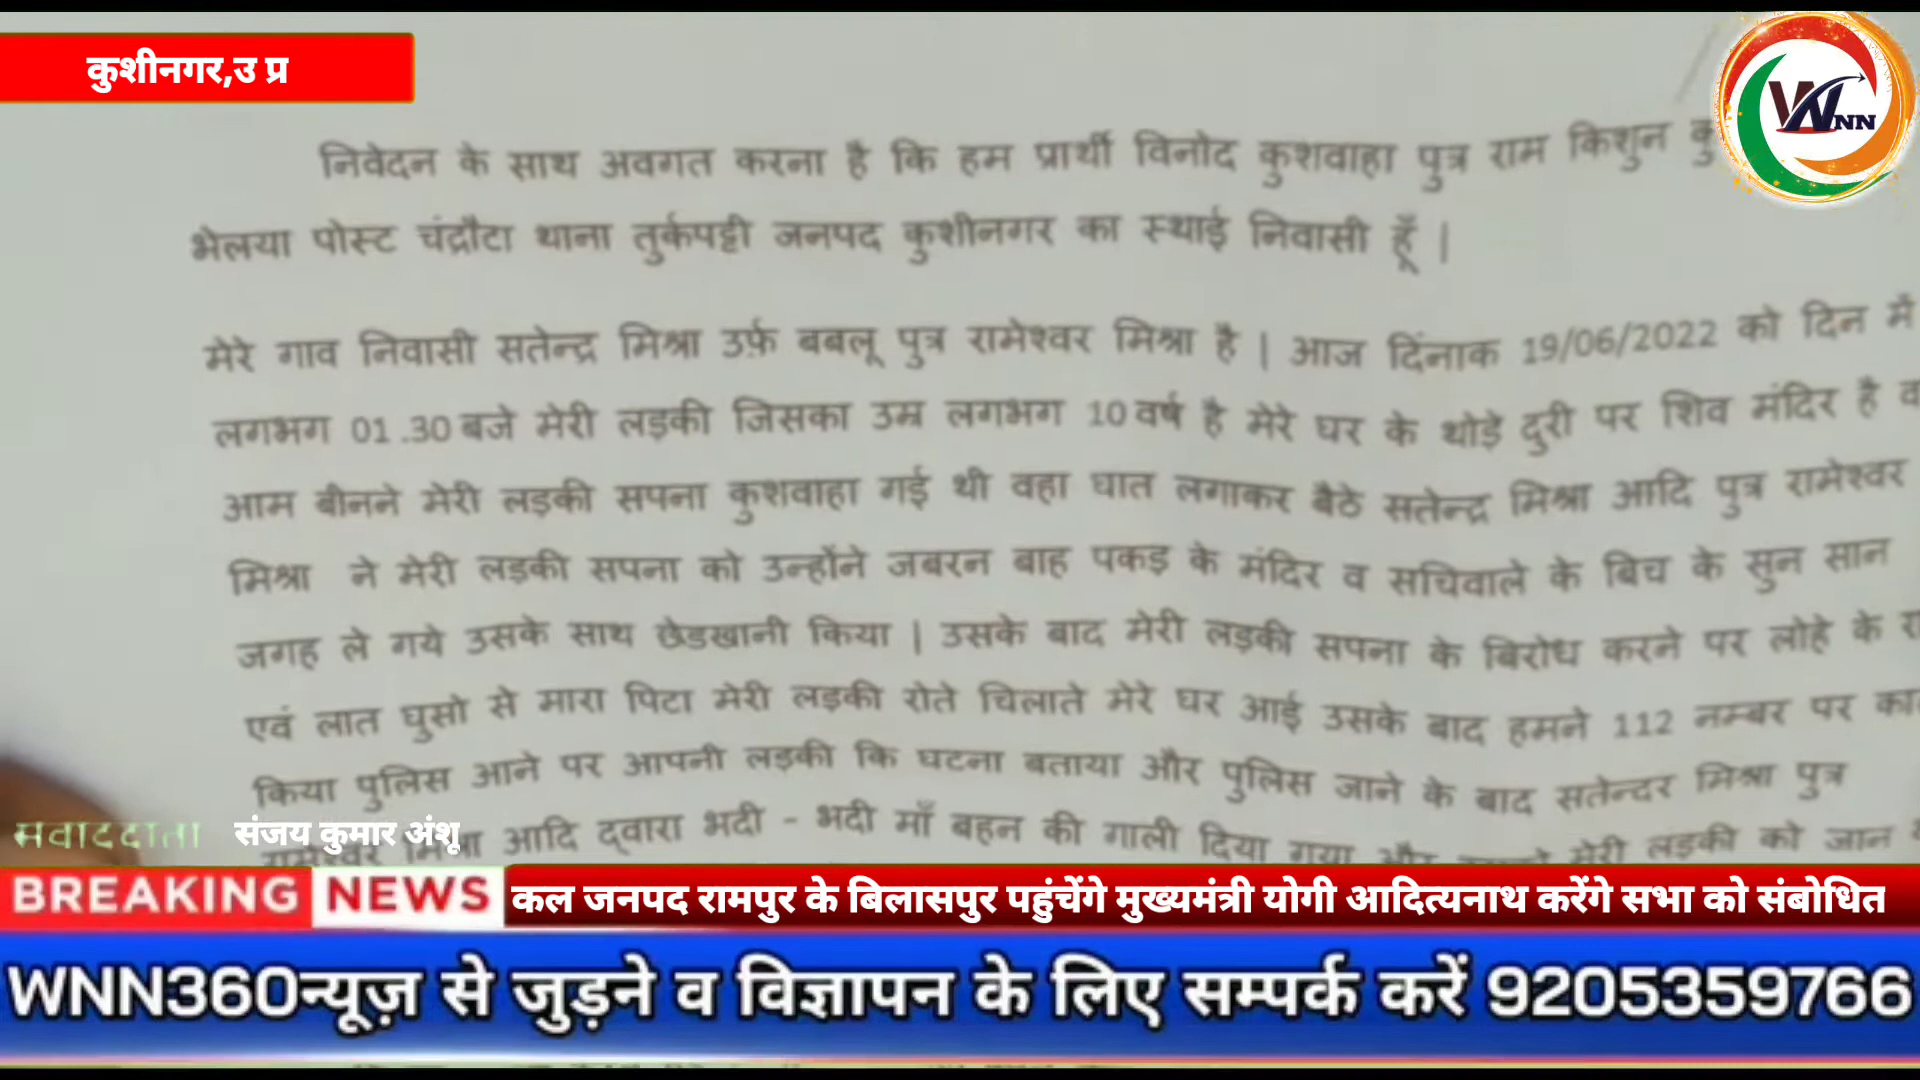 कुशीनगर,उ प्र
WNN
निवेदन के साथ अवगत करना है कि हम प्रार्थी विनोद कुशवाहा पुत्र राम किशुन
भेलया पोस्ट चंद्रौटा थाना तुर्कपट्टी जनपद कुशीनगर का स्थाई निवासी हूँ |
मेरे गाव निवासी सतेन्द्र मिश्रा उर्फ़ बबलू पुत्र रामेश्वर मिश्रा है | आज दिंनाक 19/06/2022 को दिन में
लगभग 01.30 बजे मेरी लड़की जिसका उम्र लगभग 10 वर्ष है मेरे घर के थोड़े दुरी पर शिव मंदिर है व
आम बीनने मेरी लड़की सपना कुशवाहा गई थी वहा घात लगाकर बैठे सतेन्द्र मिश्रा आदि पुत्र रामेश्वर
मिश्रा ने मेरी लड़की सपना को उन्होंने जबरन बाह पकड़ के मंदिर व सचिवाले के बिच के सुन सान
जगह ले गये उसके साथ छेडखानी किया | उसके बाद मेरी लड़की सपना के बिरोध करने पर लोहे के
एवं लात घुसो से मारा पिटा मेरी लड़की रोते चिलाते मेरे घर आई उसके बाद हमने 112 नम्बर पर
किया पुलिस आने पर आपनी लड़की कि घटना बताया और पुलिस जाने के बाद सतेन्दर मिश्रा पुत्र
आदि द्वारा भदी - भदी माँ बहन की गाली दिया गया और मेरी लड़की को जान
संवाददाता संजय कुमार अंशू
BREAKING NEWS कल जनपद रामपुर के बिलासपुर पहुंचेंगे मुख्यमंत्री योगी आदित्यनाथ करेंगे सभा को संबोधित
WNN360न्यूज़ से जुड़ने व विज्ञापन के लिए सम्पर्क करें 9205359766